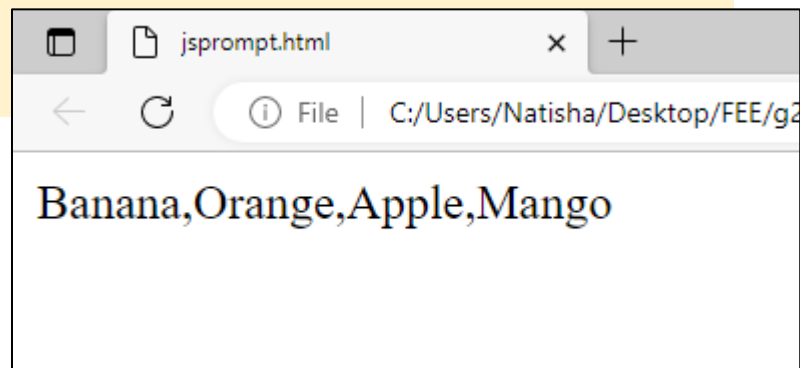 jsprompt.html
File | C:/Users/Natisha/Desktop/FEE/g2
Banana,Orange,Apple,Mango